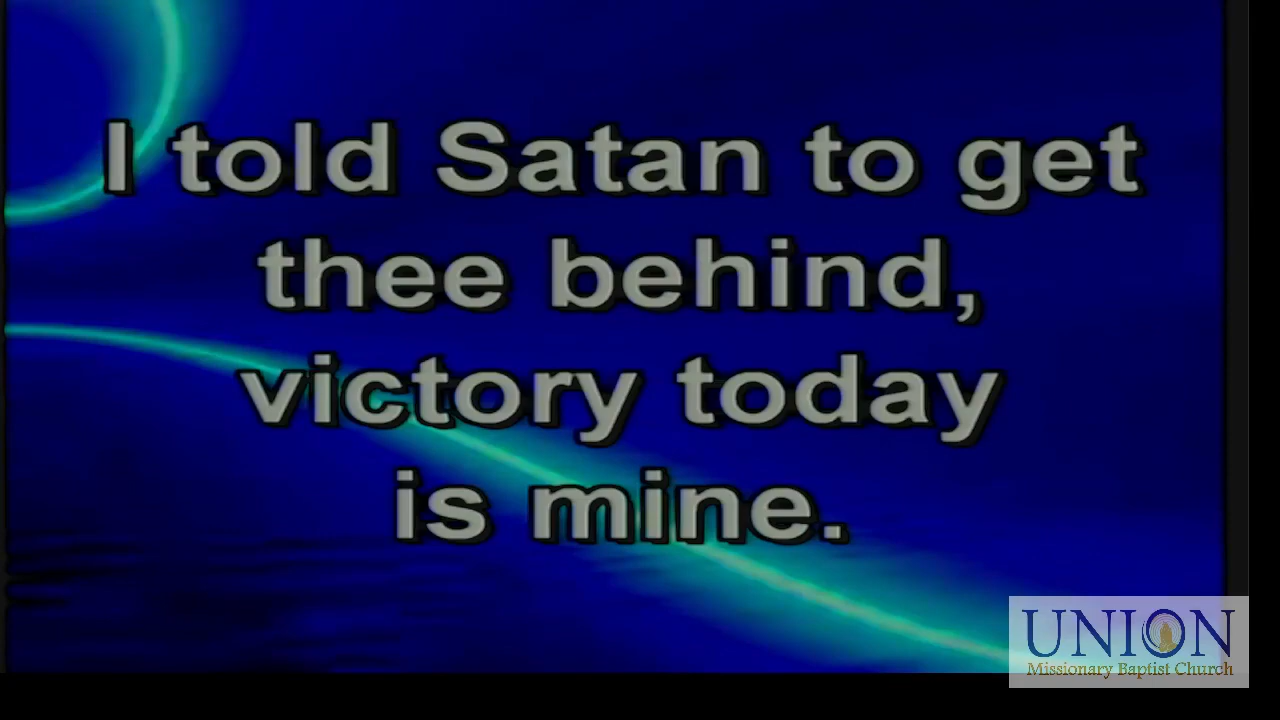 I told Satan to get
thee behind,
victory today
is mine.
UNION
Missionary Baptist Church